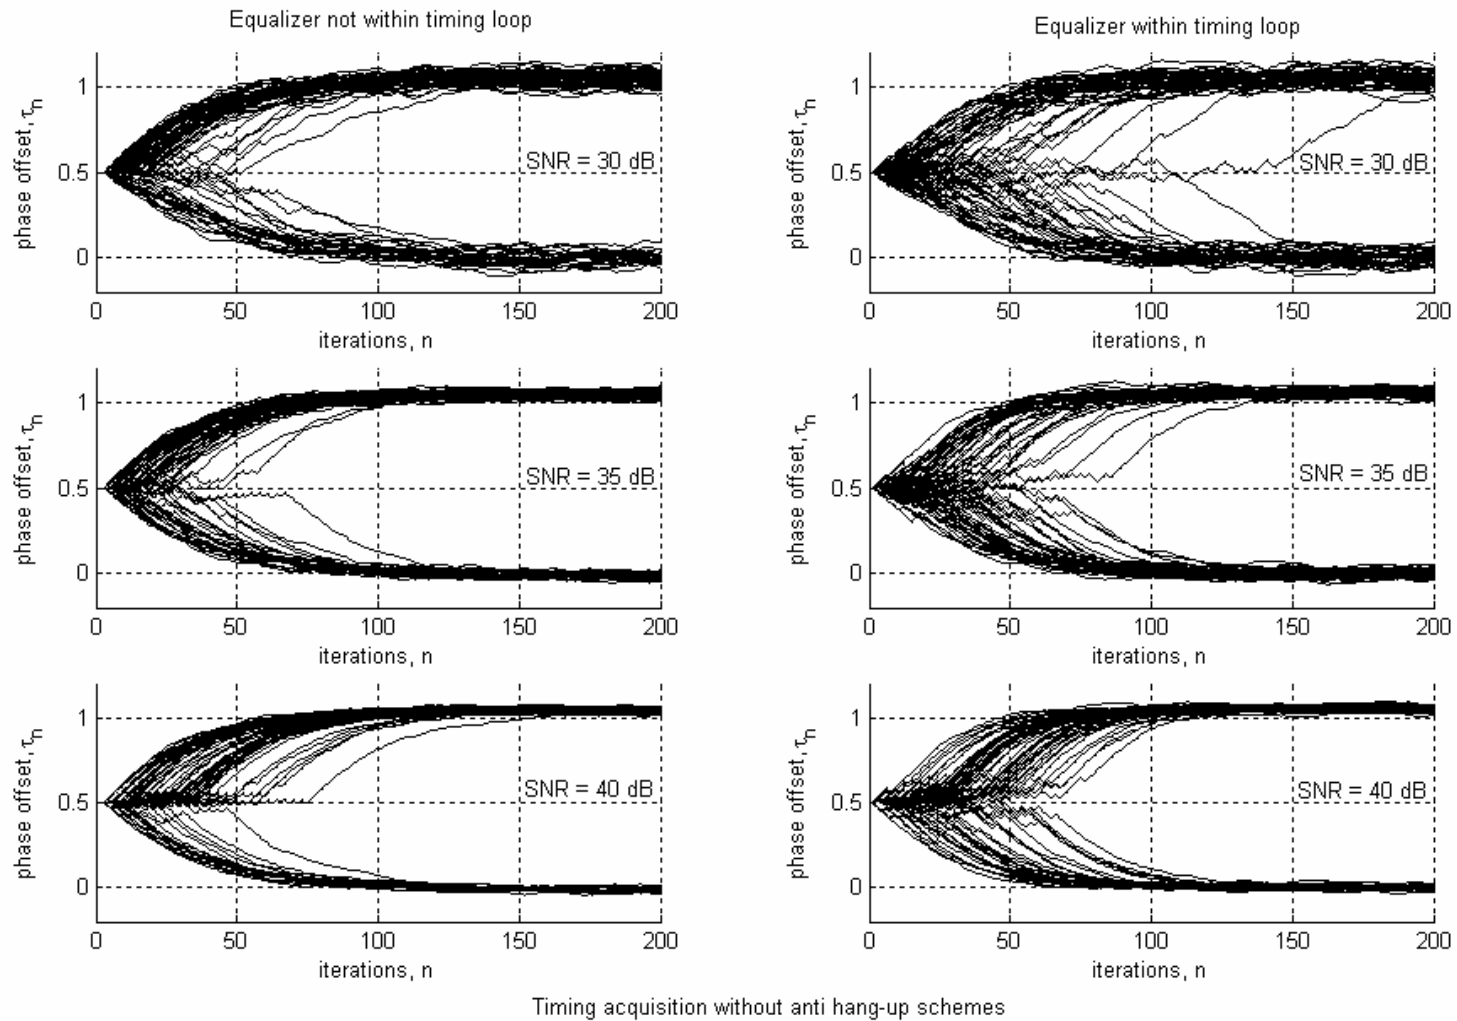 Equalizer not within timing loop
Equalizer within timing loop
1
0.5
0
phase offset, τn
SNR = 30 dB
0 50 100 150 200
iterations, n
1
0.5
0
phase offset, τn
SNR = 30 dB
0 50 100 150 200
iterations, n
1
0.5
0
phase offset, τn
SNR = 35 dB
0 50 100 150 200
iterations, n
1
0.5
0
phase offset, τn
SNR = 35 dB
0 50 100 150 200
iterations, n
1
0.5
0
phase offset, τn
SNR = 40 dB
0 50 100 150 200
iterations, n
1
0.5
0
phase offset, τn
SNR = 40 dB
0 50 100 150 200
iterations, n
Timing acquisition without anti hang-up schemes